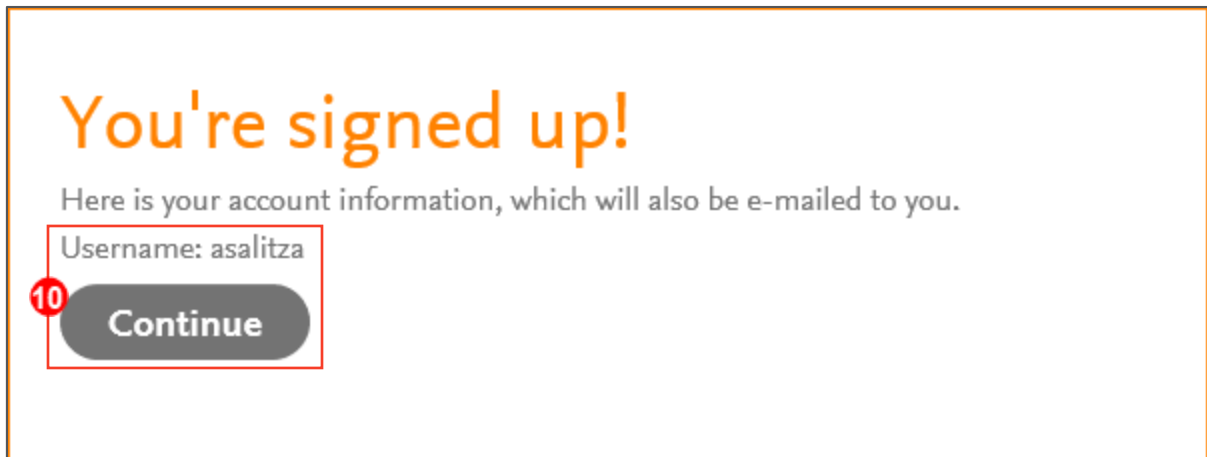 You're signed up!
Here is your account information, which will also be e-mailed to you.
Username: asalitza
10
Continue